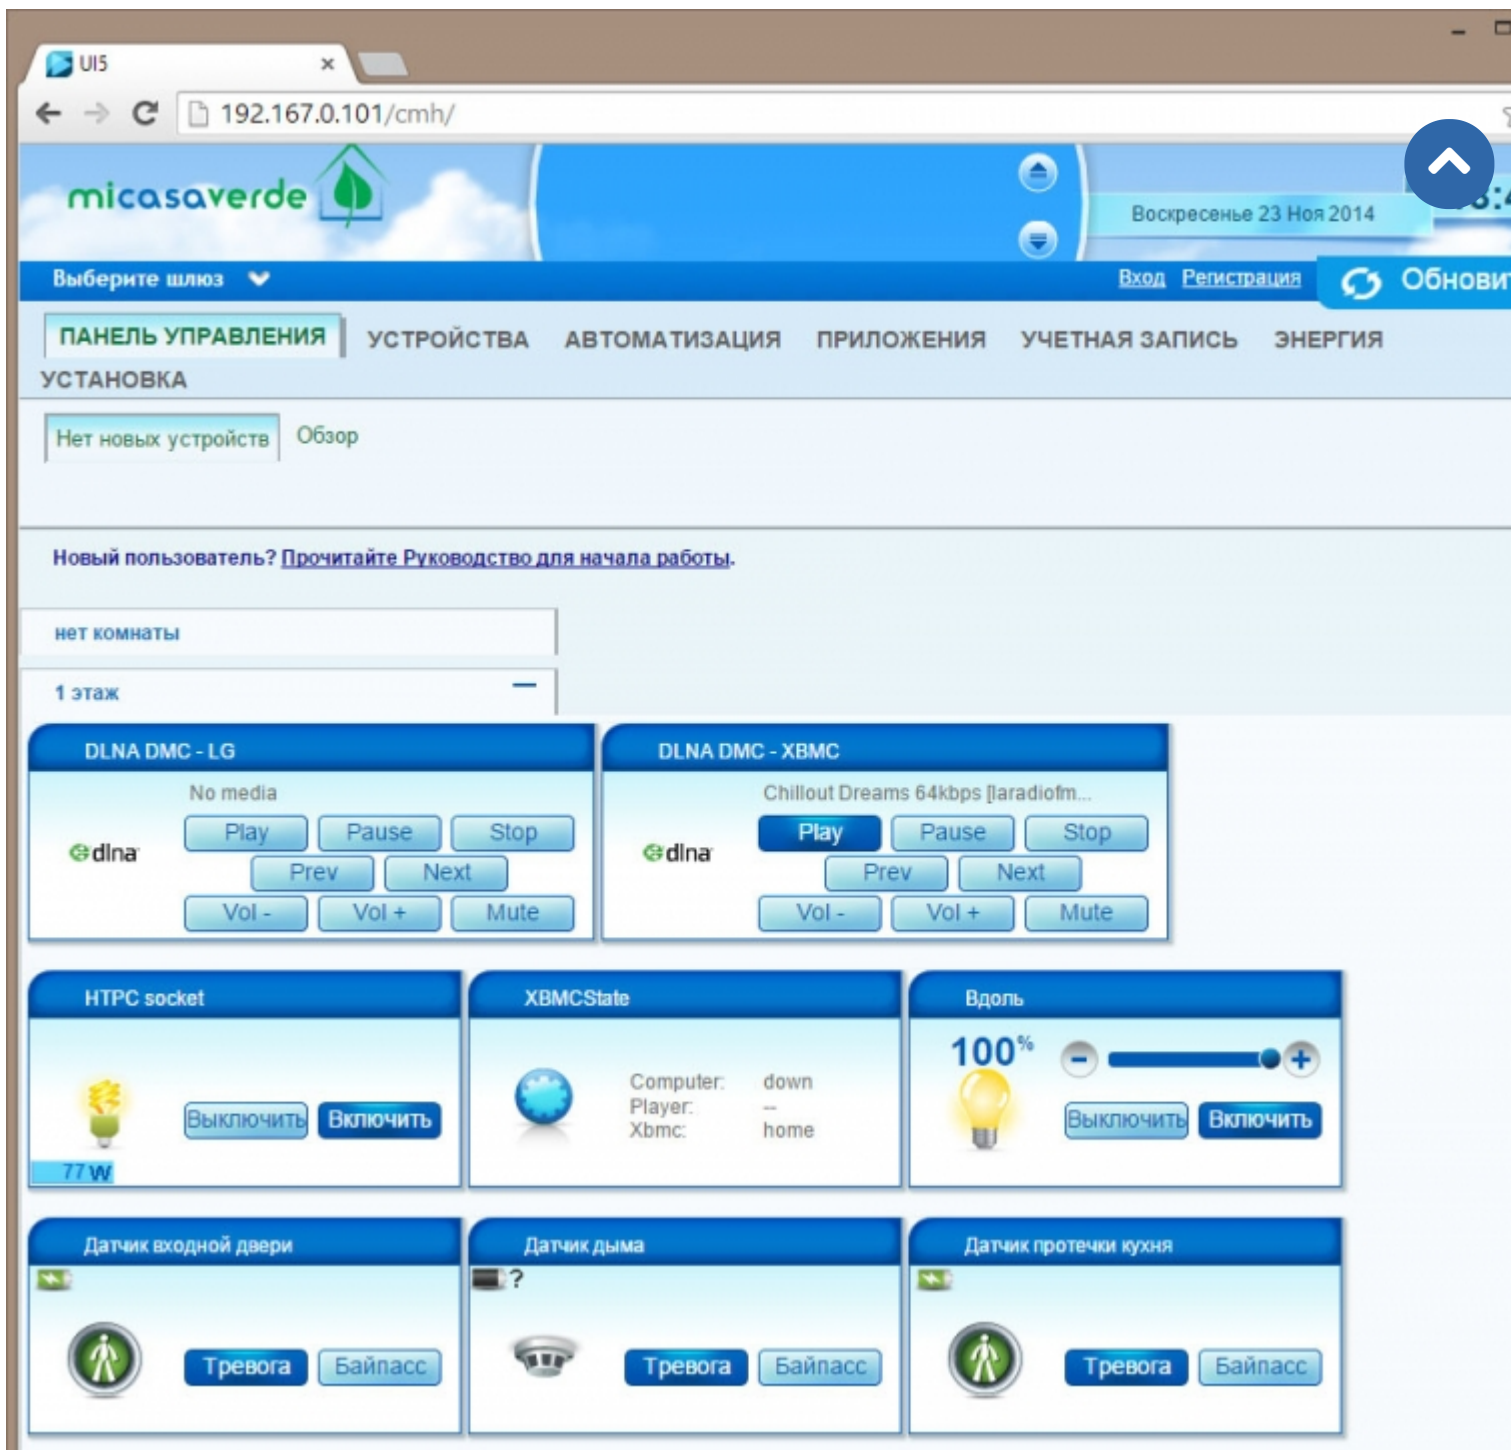 UI5
192.167.0.101/cmh/
micasaverde
Воскресенье 23 Ноя 2014
Выберите шлюз
Вход Регистрация
ПАНЕЛЬ УПРАВЛЕНИЯ УСТРОЙСТВА АВТОМАТИЗАЦИЯ ПРИЛОЖЕНИЯ УЧЕТНАЯ ЗАПИСЬ ЭНЕРГИЯ
УСТАНОВКА
Нет новых устройств Обзор
Новый пользователь? Прочитайте Руководство для начала работы.
нет комнаты
1 этаж
DLNA DMC - LG
No media
Play Pause Stop
dlna
Prev Next
Vol - Vol + Mute
DLNA DMC - XBMC
Chillout Dreams 64kbps [laradiofm...
Play Pause Stop
dlna
Prev Next
Vol - Vol + Mute
HTPC socket
Выключить Включить
77 W
XBMCState
Computer: down
Player: --
Xbmc: home
Вдоль
100%
Выключить Включить
Датчик входной двери
Тревога Байпасс
Датчик дыма
?
Тревога Байпасс
Датчик протечки кухня
Тревога Байпасс